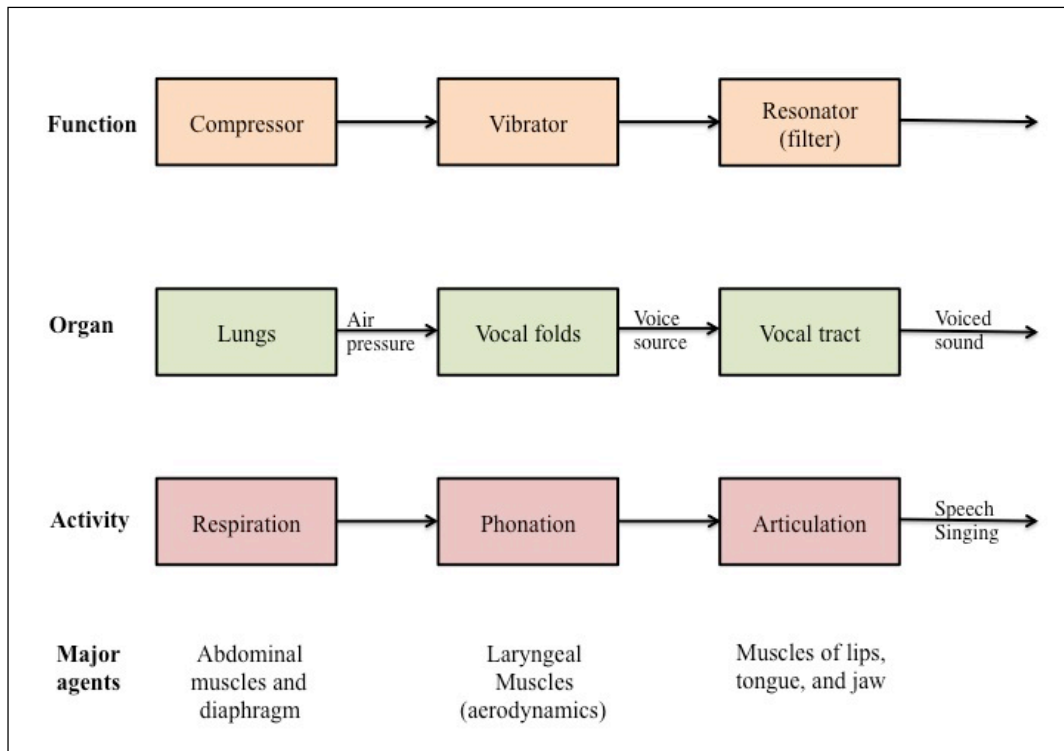 Function
Compressor
Vibrator
Resonator
(filter)
Organ
Lungs
Air
pressure
Vocal folds
Voice
source
Vocal tract
Voiced
sound
Activity
Respiration
Phonation
Articulation
Speech
Singing
Major
agents
Abdominal
muscles and
diaphragm
Laryngeal
Muscles
(aerodynamics)
Muscles of lips,
tongue, and jaw